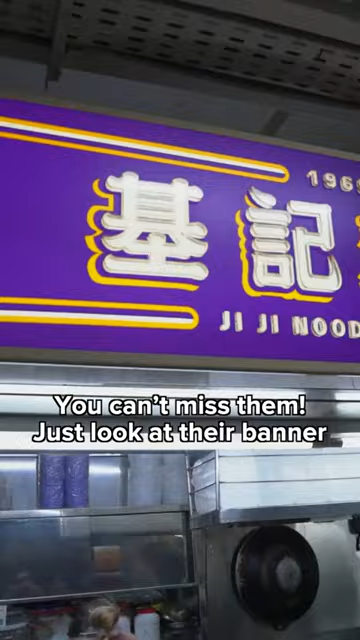 196
基記
JI JI NOOD
You can't miss them!
Just look at their banner